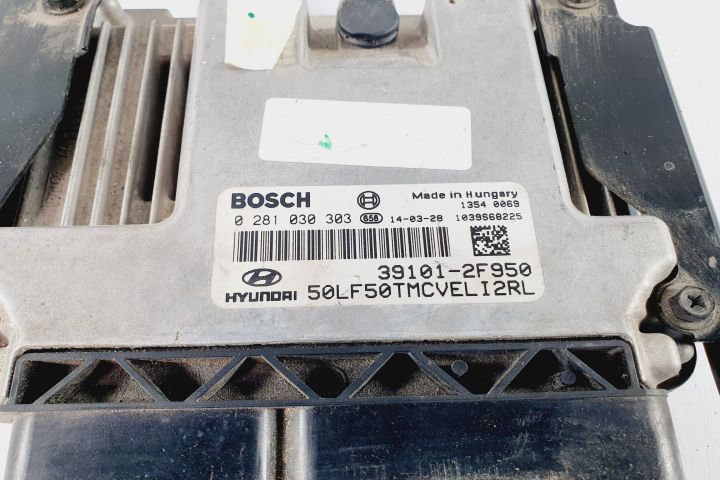 BOSCH Made in Hungary
1354 0069
0 281 030 303 658 14-03-28 1039S68225
39101-2F950
HYUNDAI 50LF50TMCVELI2RL